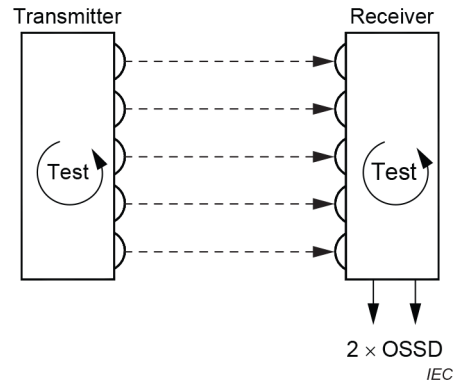 Transmitter
Receiver
Test
Test
2 × OSSD
IEC